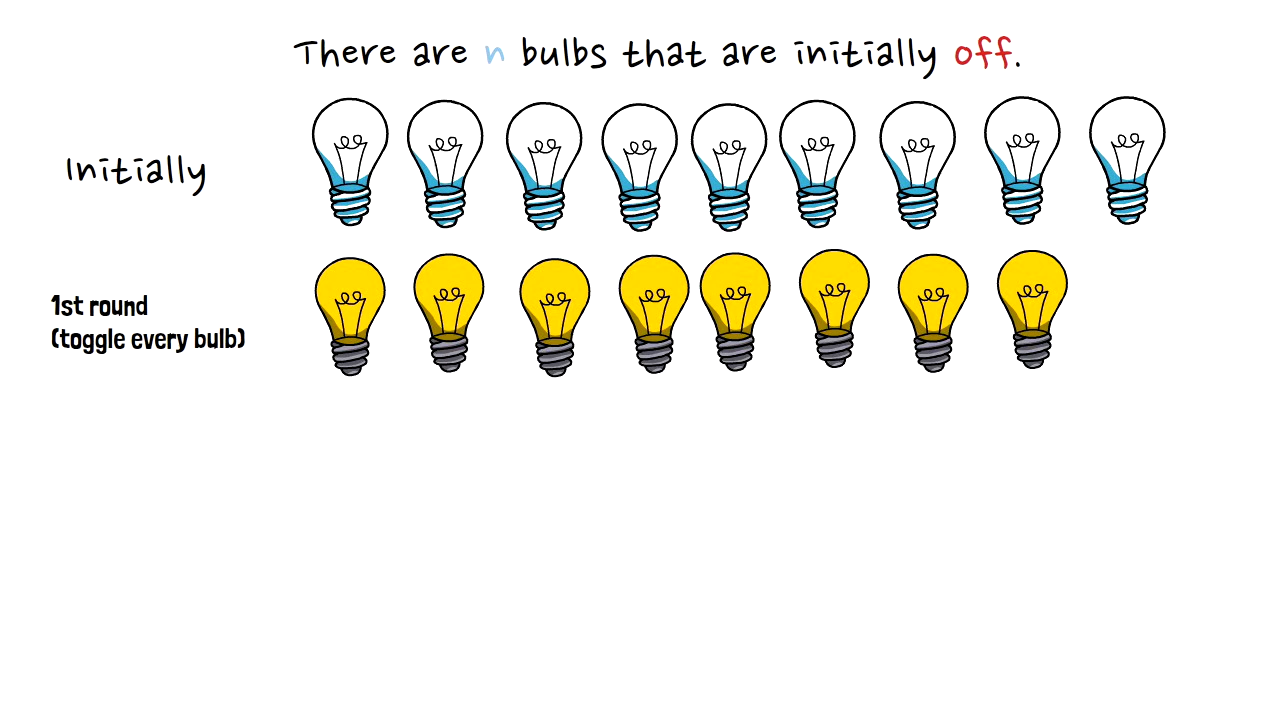 There are n bulbs that are initially off.
Initially
1st round
(toggle every bulb)